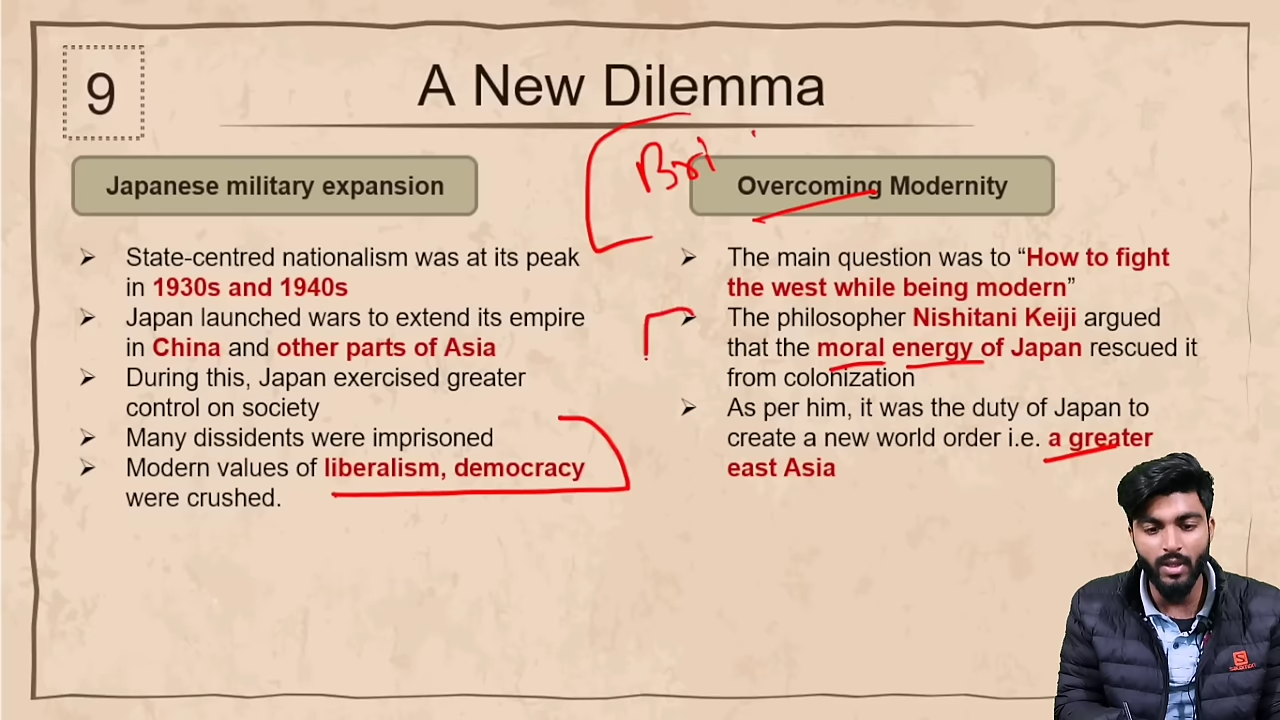 9
A New Dilemma
Bri
Japanese military expansion
State-centred nationalism was at its peak
in 1930s and 1940s
Japan launched wars to extend its empire
in China and other parts of Asia
During this, Japan exercised greater
control on society
Many dissidents were imprisoned
Modern values of liberalism, democracy
were crushed.
Overcoming Modernity
The main question was to “How to fight
the west while being modern”
The philosopher Nishitani Keiji argued
that the moral energy of Japan rescued it
from colonization
As per him, it was the duty of Japan to
create a new world order i.e. a greater
east Asia
S
SALOMON